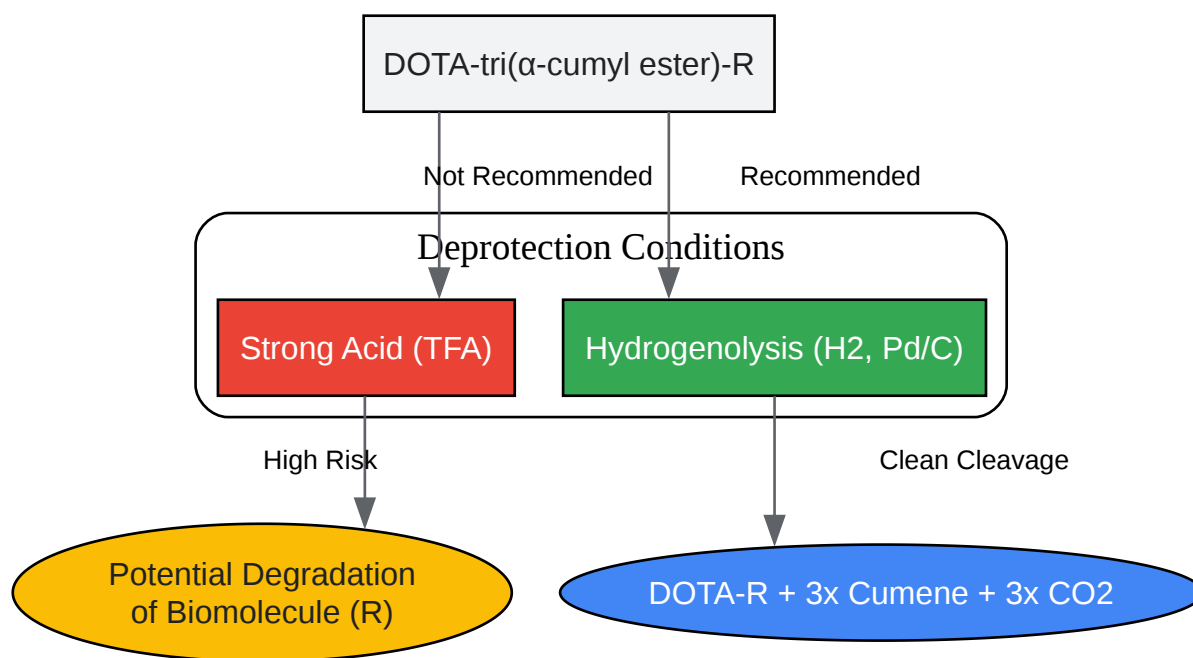 DOTA-tri(α-cumyl ester)-R
Not Recommended
Recommended
Deprotection Conditions
Strong Acid (TFA)
Hydrogenolysis (H2, Pd/C)
High Risk
Clean Cleavage
Potential Degradation
of Biomolecule (R)
DOTA-R + 3x Cumene + 3x CO2